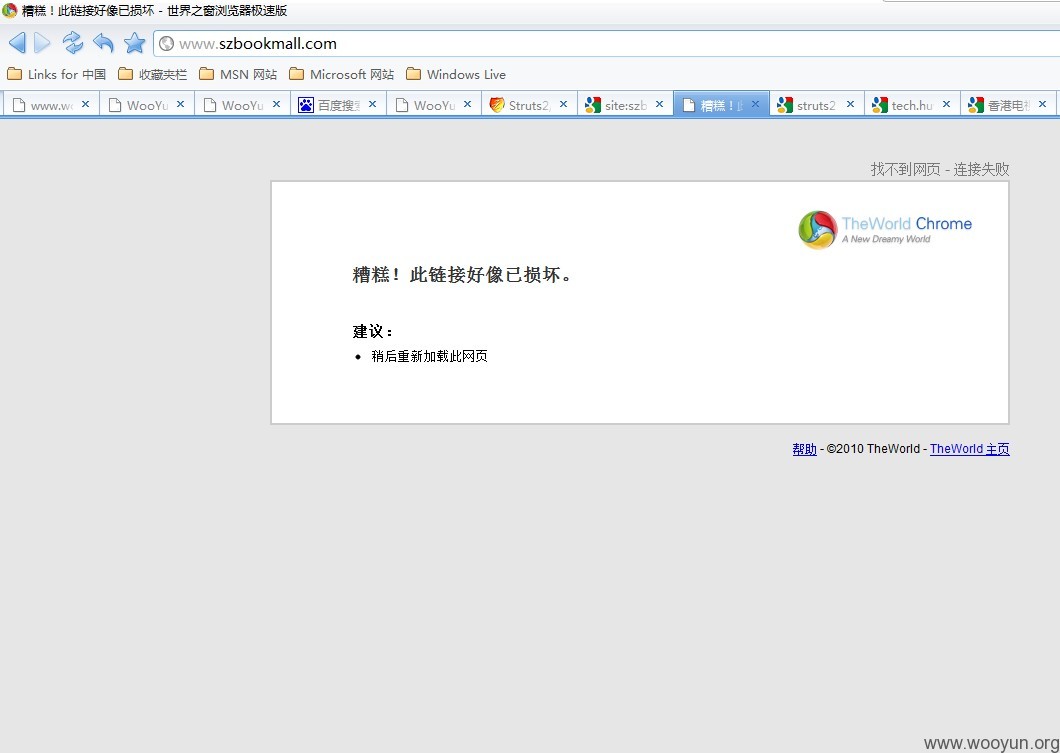 糟糕！此链接好像已损坏 - 世界之窗浏览器极速版
www.szbookmall.com
Links for 中国 收藏夹栏 MSN 网站 Microsoft 网站 Windows Live
www.w WooYu WooYu 百度搜 WooYu Struts2, site:szb 糟糕！ struts2 tech.hu 香港电
找不到网页 - 连接失败
TheWorld Chrome
A New Dreamy World
糟糕！此链接好像已损坏。
建议：
• 稍后重新加载此网页
帮助 - ©2010 TheWorld - TheWorld 主页
www.wooyun.org